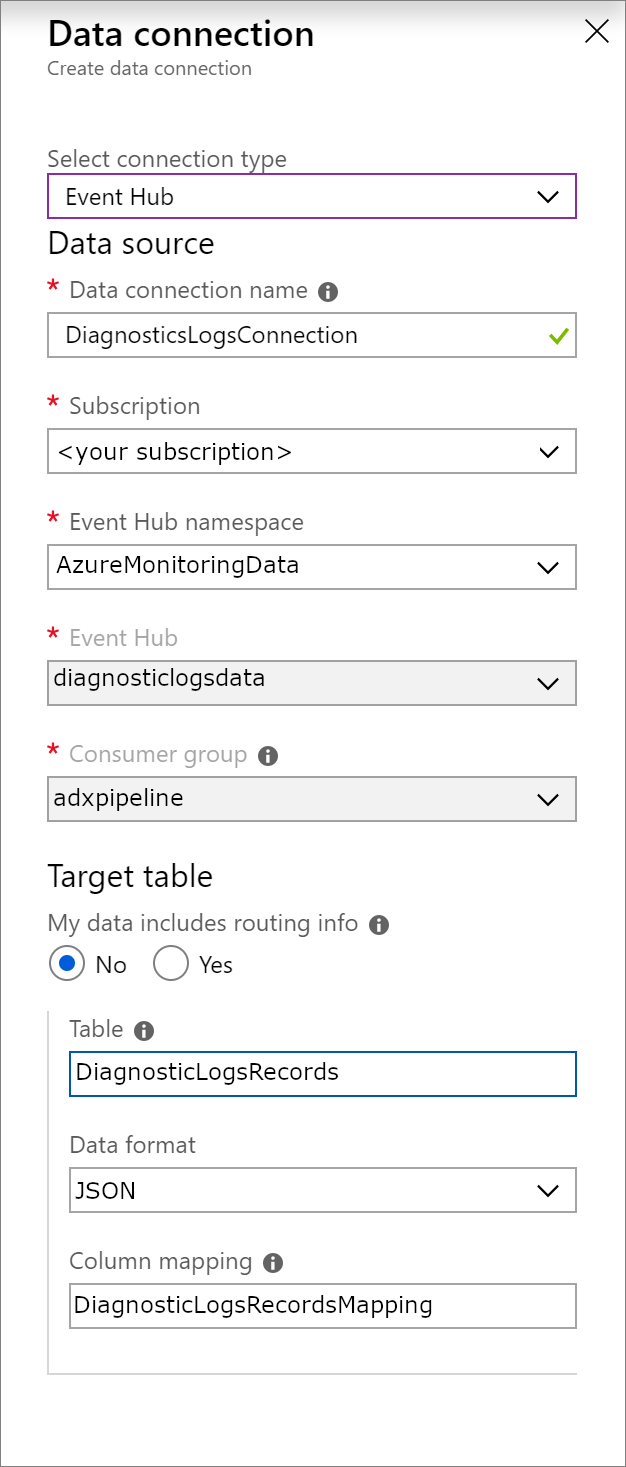 Data connection
Create data connection
Select connection type
Event Hub
Data source
* Data connection name
DiagnosticsLogsConnection
* Subscription
<your subscription>
* Event Hub namespace
AzureMonitoringData
* Event Hub
diagnosticlogsdata
* Consumer group
adxpipeline
Target table
My data includes routing info
No Yes
Table
DiagnosticLogsRecords
Data format
JSON
Column mapping
DiagnosticLogsRecordsMapping